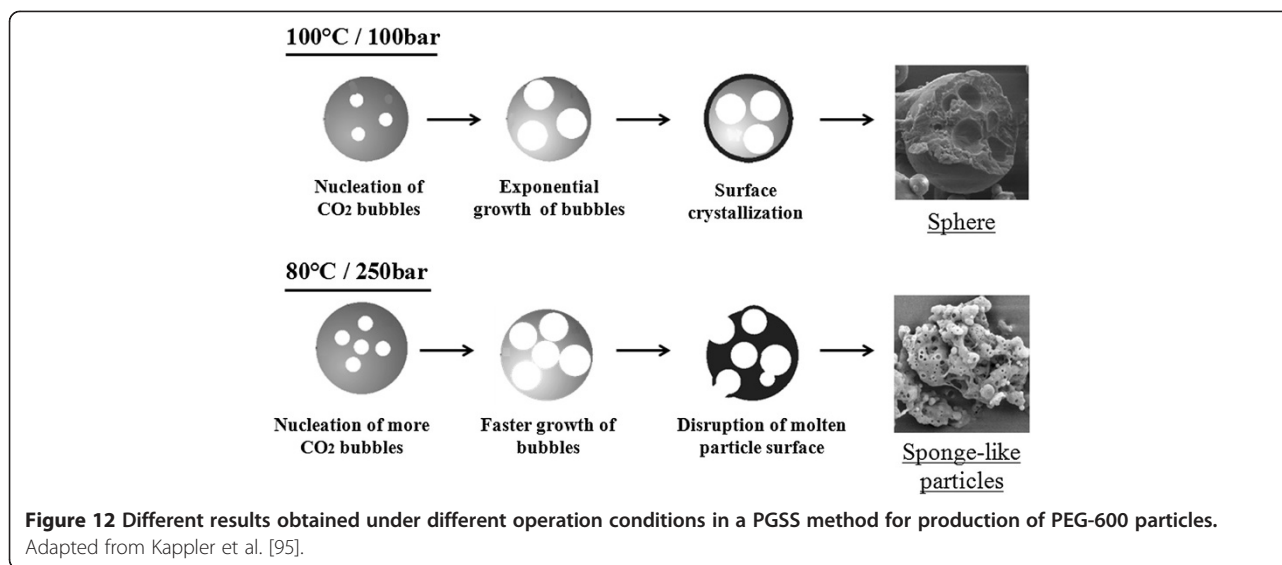 100°C / 100bar
Nucleation of
CO2 bubbles
Exponential
growth of bubbles
Surface
crystallization
Sphere
80°C / 250bar
Nucleation of more
CO2 bubbles
Faster growth of
bubbles
Disruption of molten
particle surface
Sponge-like
particles
Figure 12 Different results obtained under different operation conditions in a PGSS method for production of PEG-600 particles.
Adapted from Kappler et al. [95].